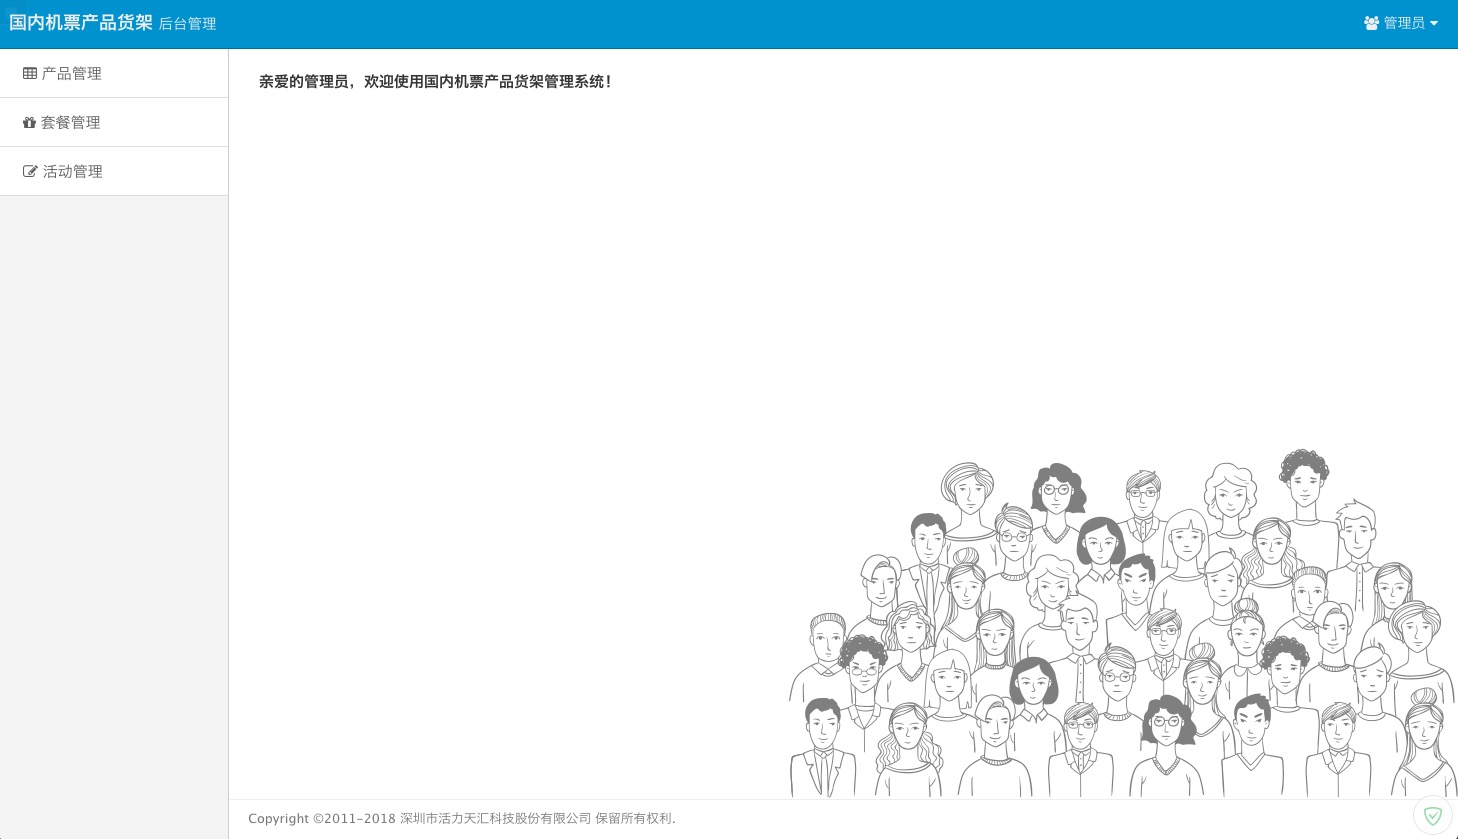 国内机票产品货架 后台管理
管理员
产品管理
套餐管理
活动管理
亲爱的管理员，欢迎使用国内机票产品货架管理系统！
Copyright ©2011-2018 深圳市活力天汇科技股份有限公司 保留所有权利.